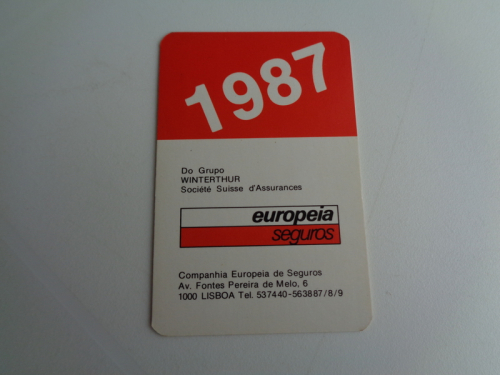 1987
Do Grupo
WINTERTHUR
Société Suisse d'Assurances
europeia
seguros
Companhia Europeia de Seguros
Av. Fontes Pereira de Melo, 6
1000 LISBOA Tel. 537440-563887/8/9